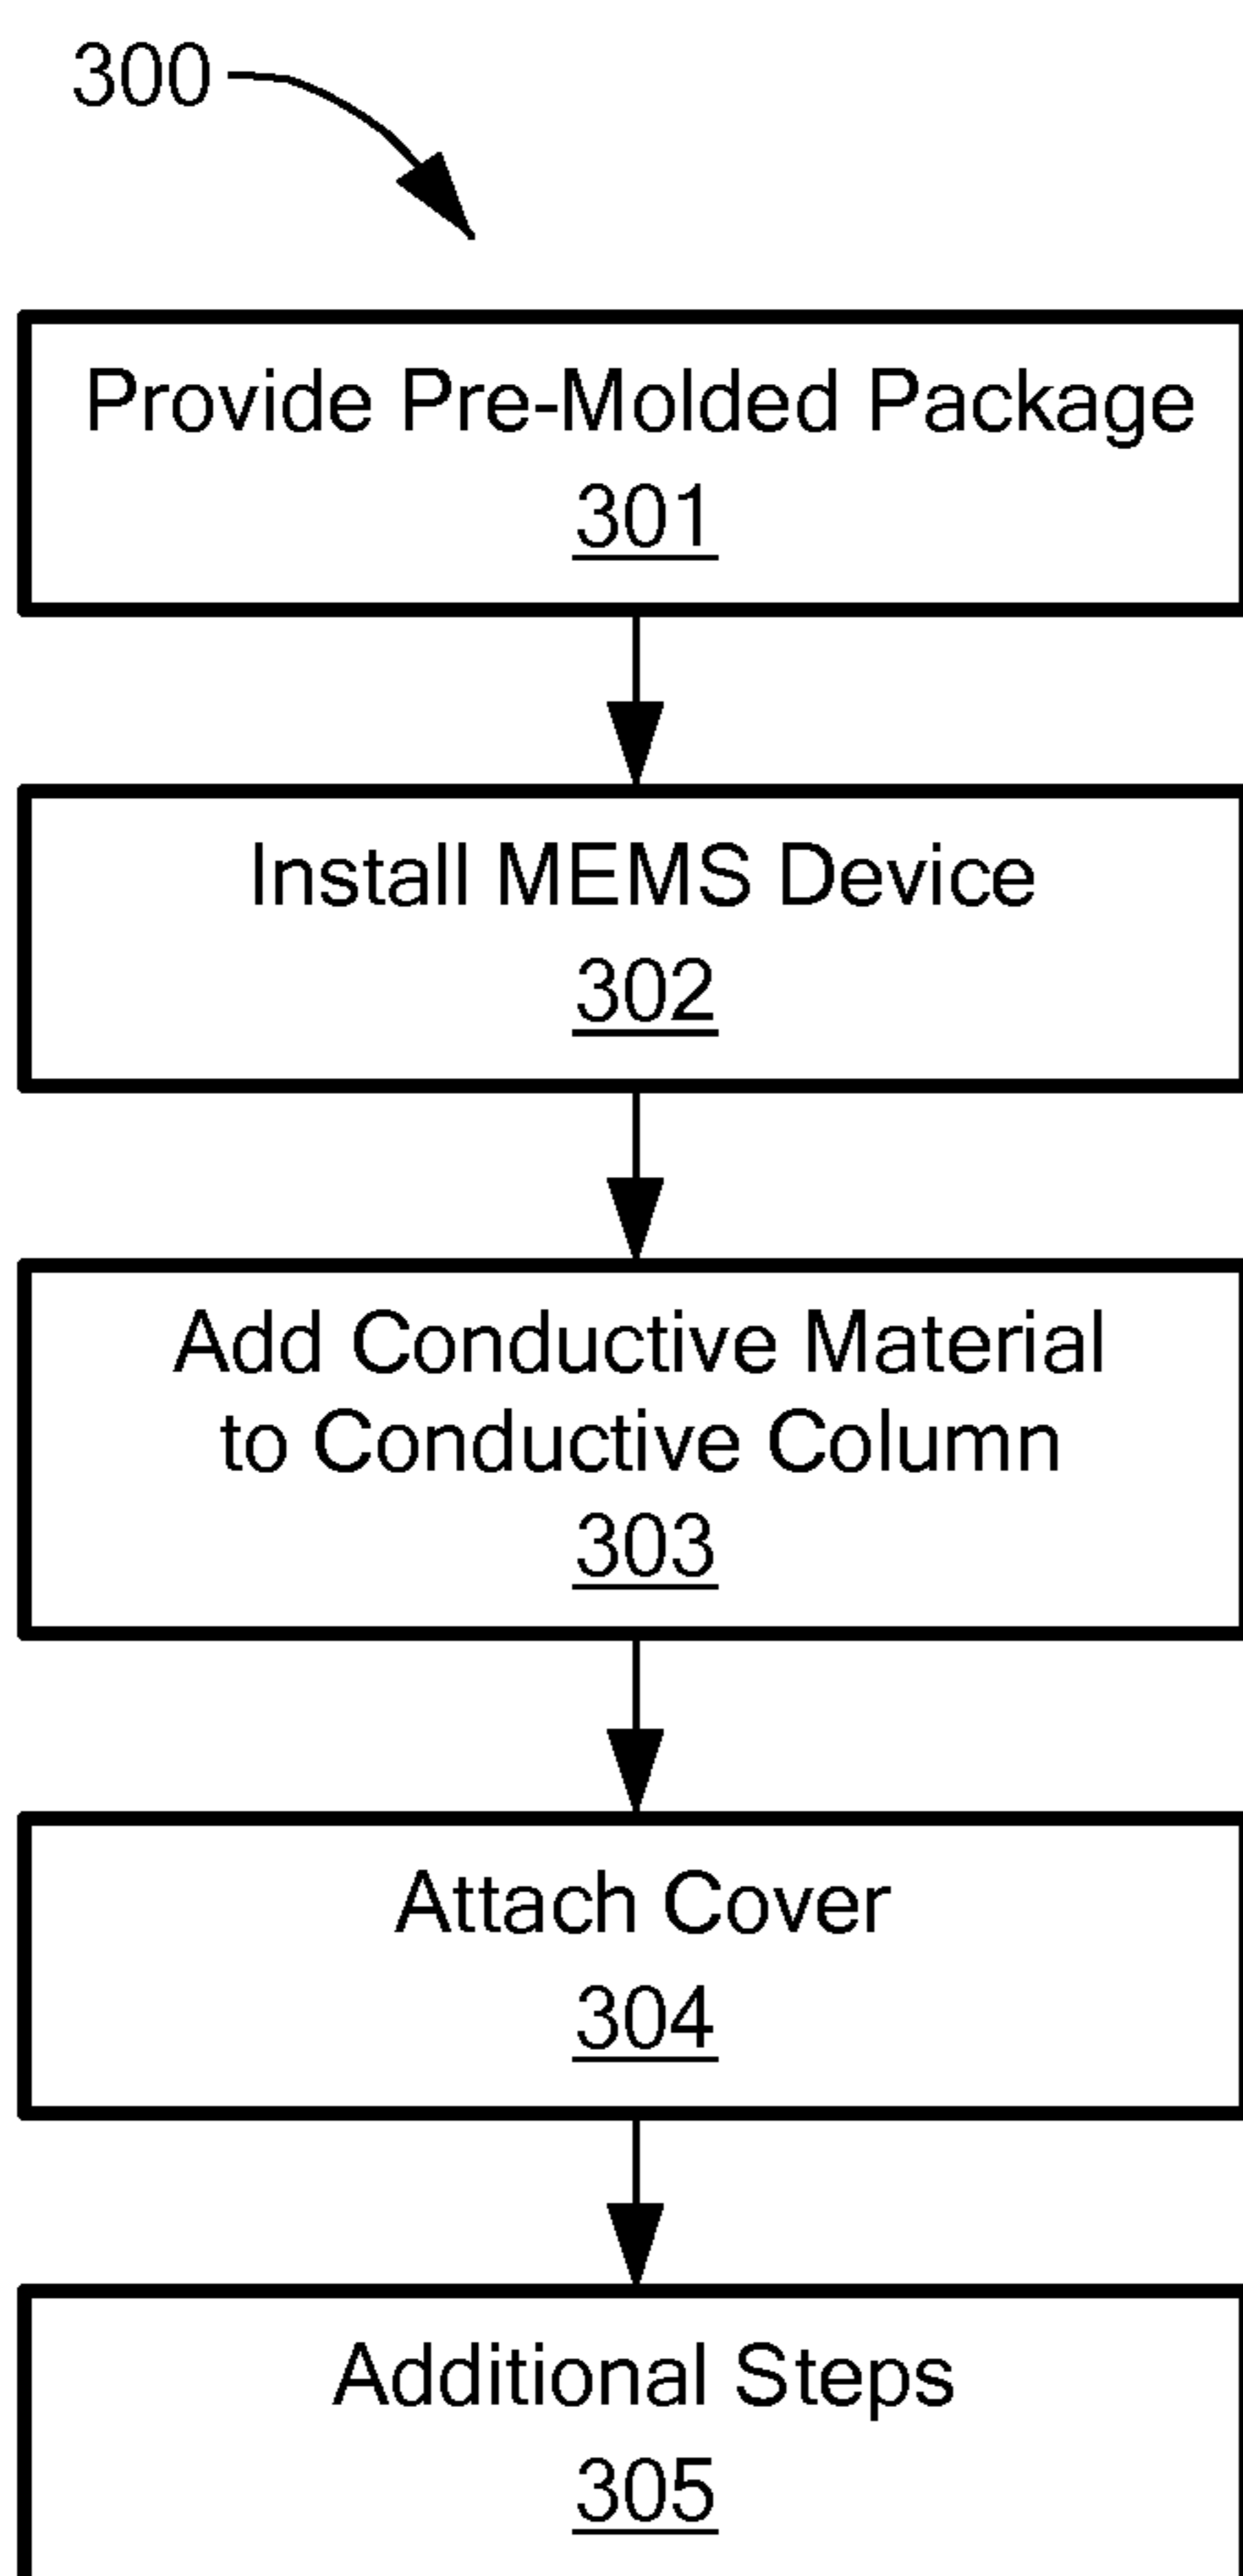 300
Provide Pre-Molded Package
301
Install MEMS Device
302
Add Conductive Material
to Conductive Column
303
Attach Cover
304
Additional Steps
305